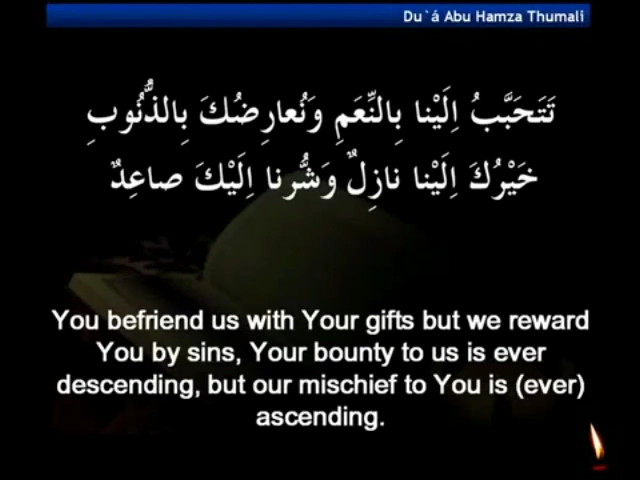 Du`á Abu Hamza Thumali
تَتَحَبَّبُ اِلَيْنا بِالنِّعَمِ وَنُعارِضُكَ بِالذُّنُوبِ
خَيْرُكَ اِلَيْنا نازِلٌ وَشُّرنا اِلَيْكَ صاعِدٌ
You befriend us with Your gifts but we reward
You by sins, Your bounty to us is ever
descending, but our mischief to You is (ever)
ascending.